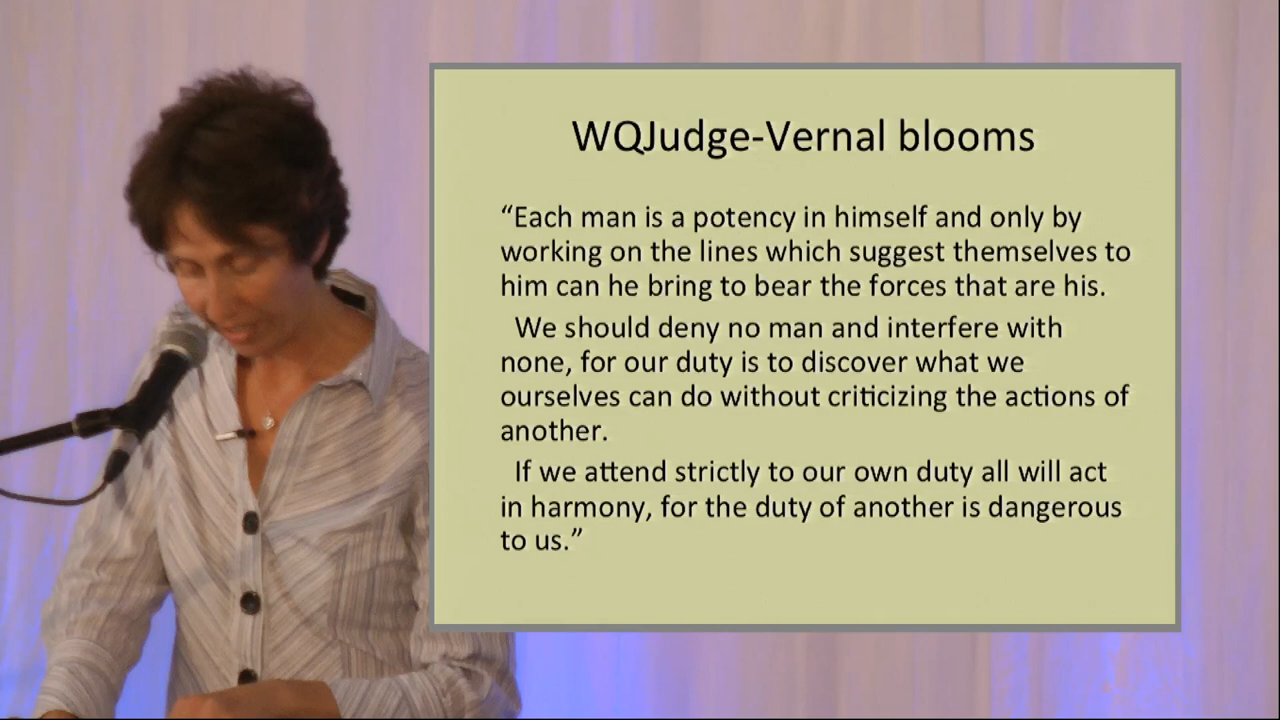 WQJudge-Vernal blooms
“Each man is a potency in himself and only by
working on the lines which suggest themselves to
him can he bring to bear the forces that are his.
We should deny no man and interfere with
none, for our duty is to discover what we
ourselves can do without criticizing the actions of
another.
If we attend strictly to our own duty all will act
in harmony, for the duty of another is dangerous
to us.”